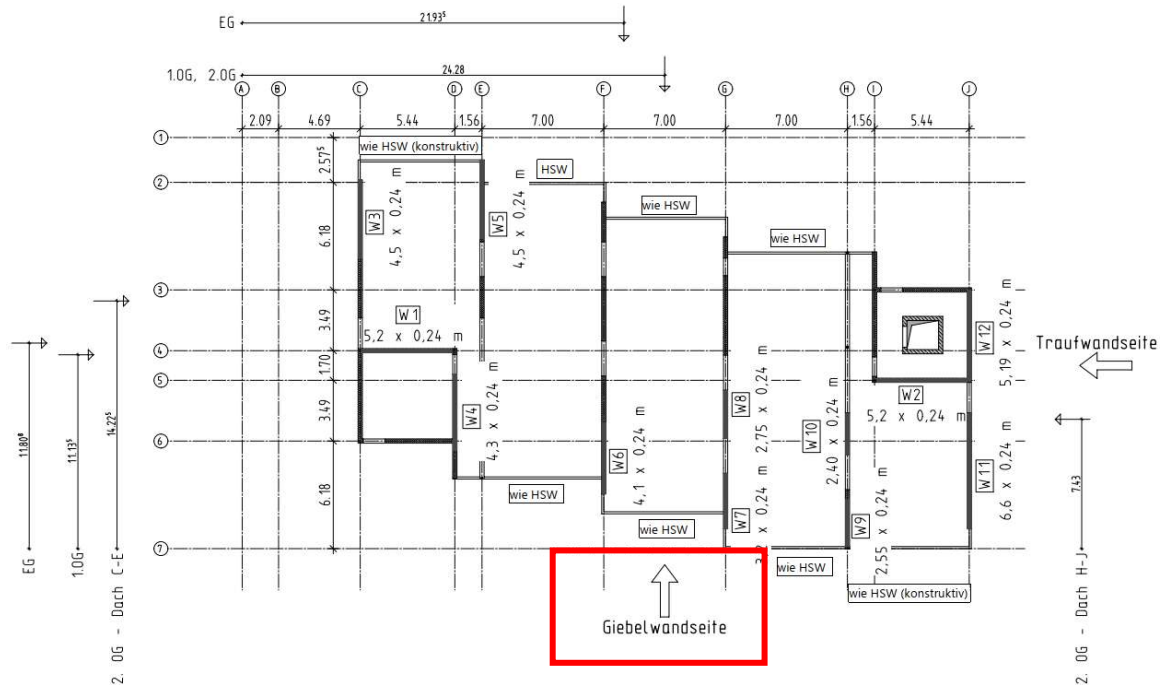 EG
21.93⁵
1.OG, 2.OG
24.28
A B C D E F G H I J
2.09 4.69 5.44 1.56 7.00 7.00 7.00 1.56 5.44
1
wie HSW (konstruktiv)
2.57⁵
2
HSW
wie HSW
wie HSW
6.18
W3
4,5 x 0,24 m
W5
4,5 x 0,24 m
3
3.49
W1
5,2 x 0,24 m
W12
5,19 x 0,24 m
Traufwandseite
4
1.70
5
3.49
W4
4,3 x 0,24 m
W8
2,75 x 0,24 m
W10
2,40 x 0,24 m
W2
5,2 x 0,24 m
6
W6
4,1 x 0,24 m
W11
6,6 x 0,24 m
6.18
wie HSW
wie HSW
W7
2 x 0,24 m
W9
2,55 x 0,24 m
7
wie HSW
wie HSW (konstruktiv)
Giebelwandseite
11.80⁸
EG
11.13⁵
1.OG
14.22⁵
2. OG - Dach C-E
7.43
2. OG - Dach H-J